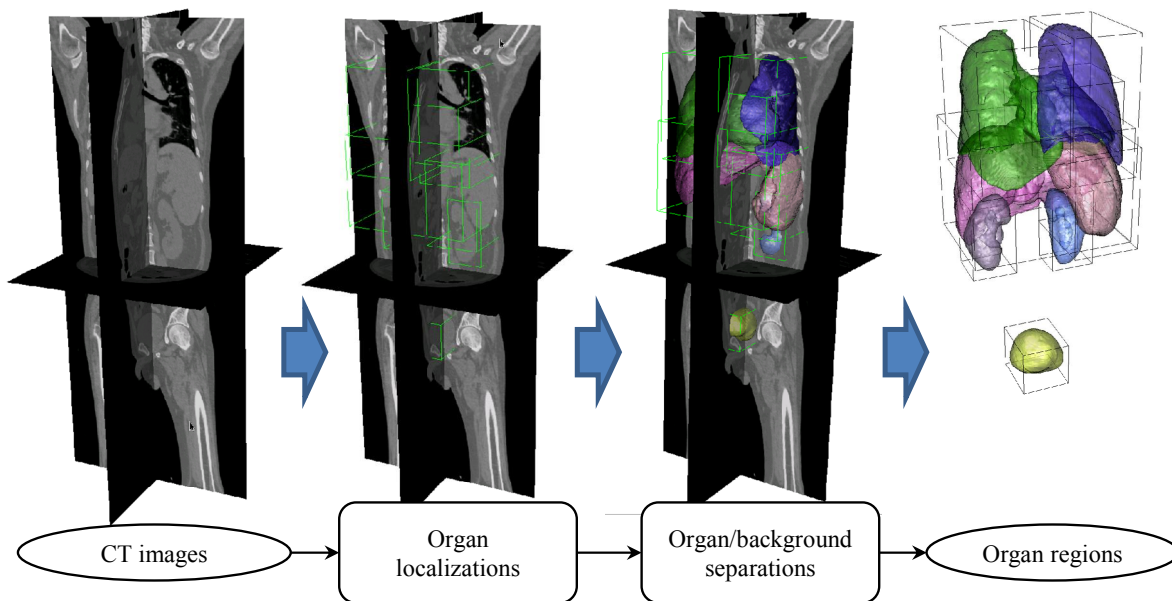 CT images
Organ
localizations
Organ/background
separations
Organ regions